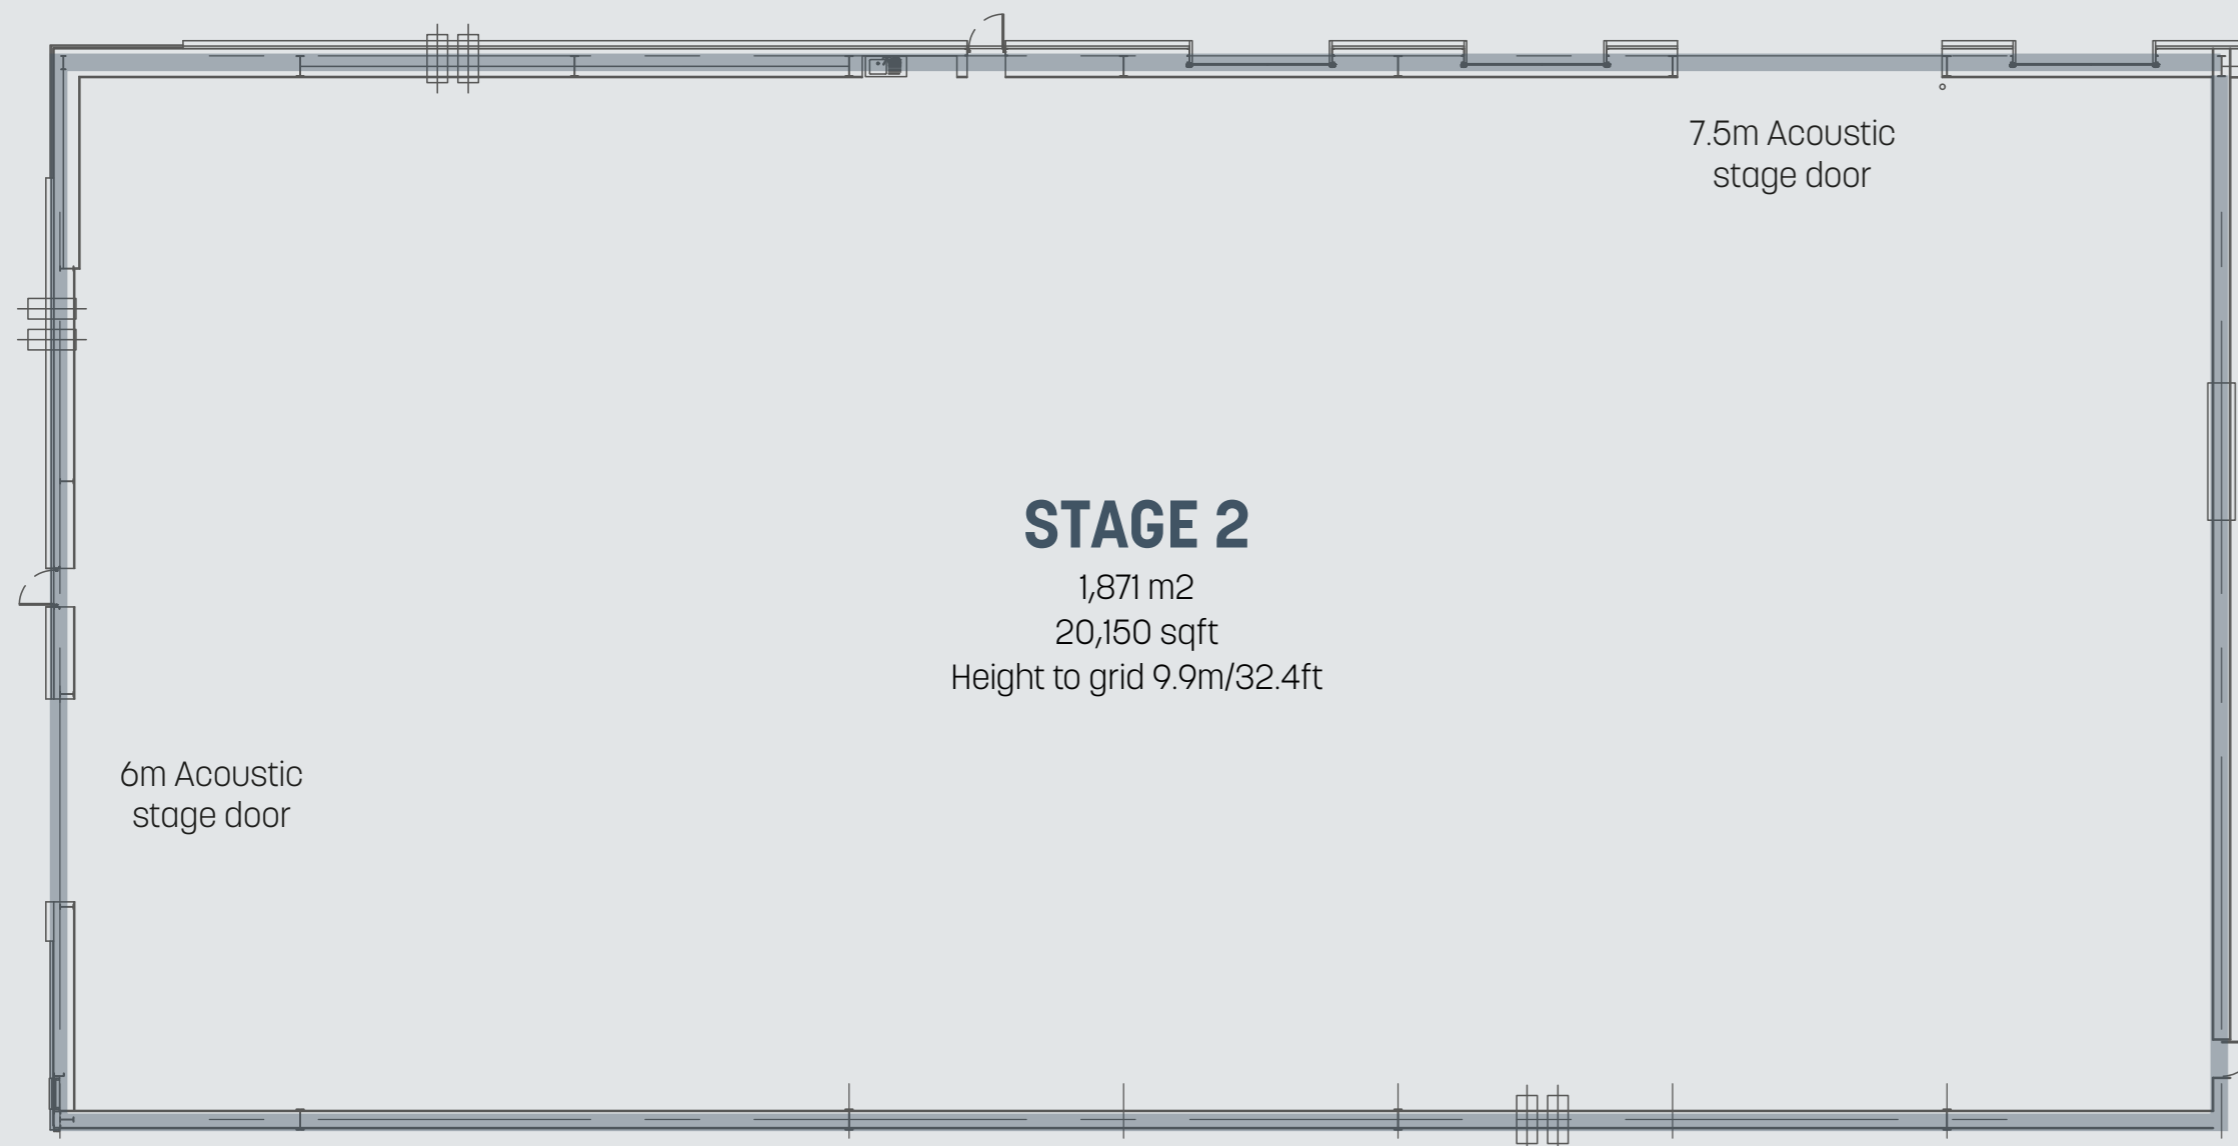 7.5m Acoustic
stage door
STAGE 2
1,871 m2
20,150 sqft
Height to grid 9.9m/32.4ft
6m Acoustic
stage door